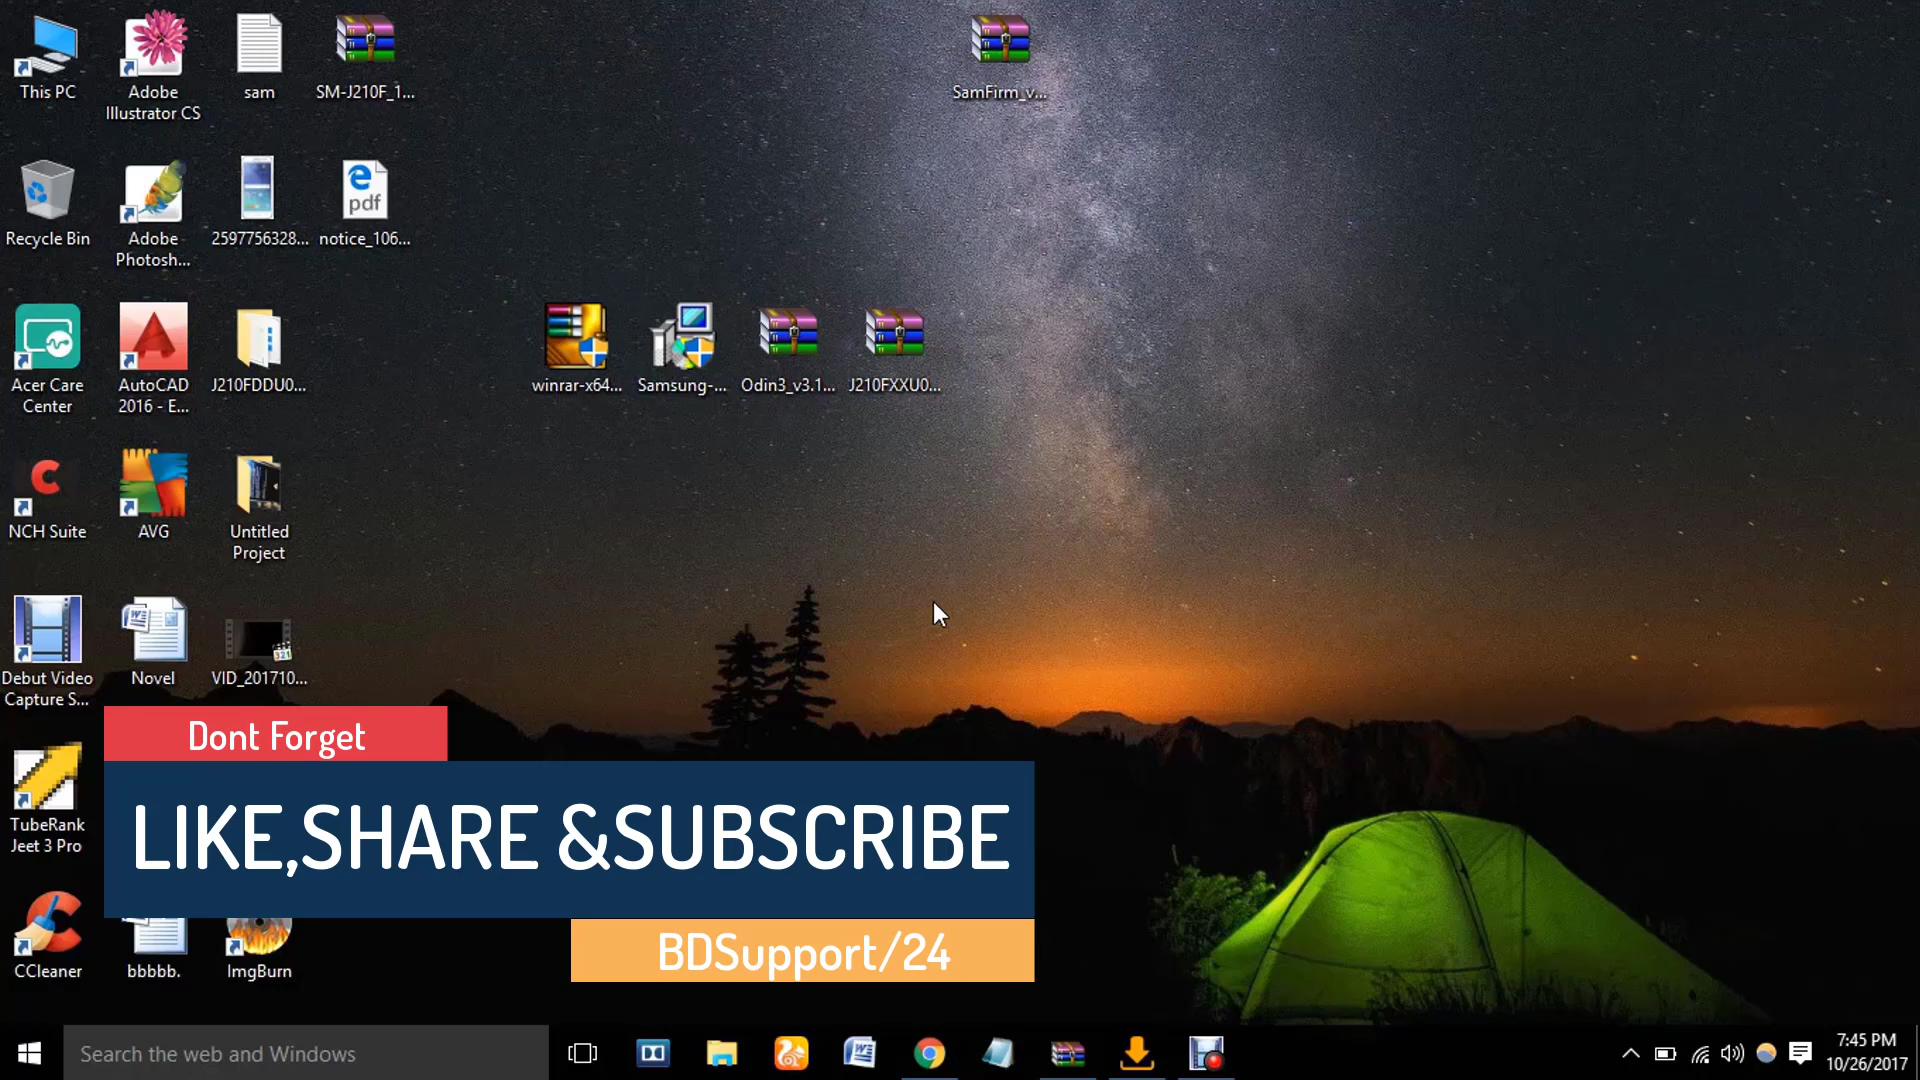 This PC
Adobe
Illustrator CS
sam
SM-J210F_1...
SamFirm_v...
Recycle Bin
Adobe
Photosh...
2597756328...
pdf
notice_106...
Acer Care
Center
AutoCAD
2016 - E...
J210FDDU0...
winrar-x64...
Samsung-...
Odin3_v3.1...
J210FXXU0...
NCH Suite
AVG
Untitled
Project
Debut Video
Capture S...
Novel
321
VID_201710...
Dont Forget
LIKE,SHARE &SUBSCRIBE
BDSupport/24
TubeRank
Jeet 3 Pro
CCleaner
bbbbb.
ImgBurn
Search the web and Windows
7:45 PM
10/26/2017